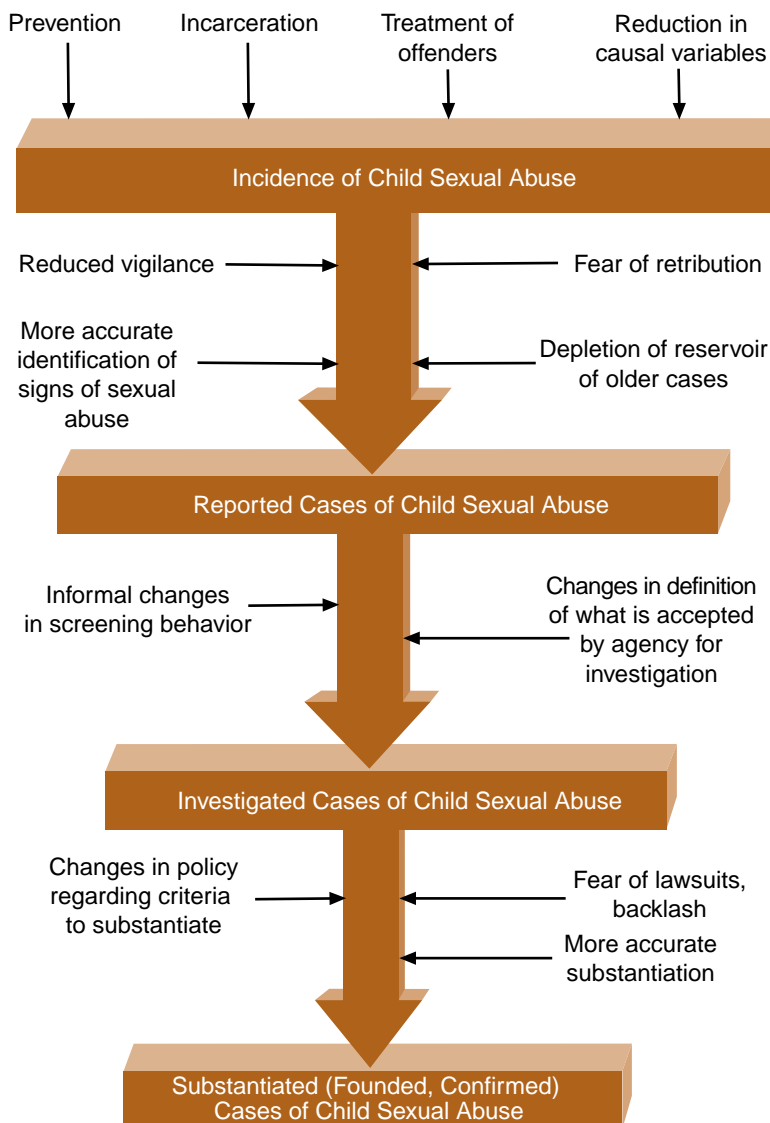 Prevention
Incarceration
Treatment of
offenders
Reduction in
causal variables
Incidence of Child Sexual Abuse
Reduced vigilance
Fear of retribution
More accurate
identification of
signs of sexual
abuse
Depletion of reservoir
of older cases
Reported Cases of Child Sexual Abuse
Informal changes
in screening behavior
Changes in definition
of what is accepted
by agency for
investigation
Investigated Cases of Child Sexual Abuse
Changes in policy
regarding criteria
to substantiate
Fear of lawsuits,
backlash
More accurate
substantiation
Substantiated (Founded, Confirmed)
Cases of Child Sexual Abuse